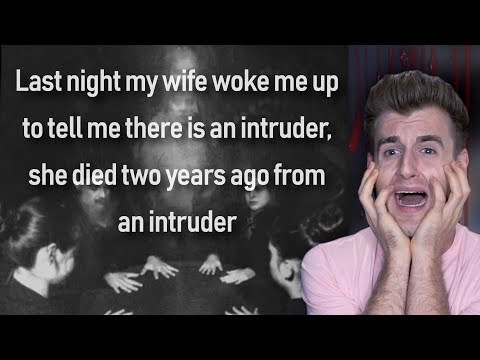 Last night my wife woke me up
to tell me there is an intruder,
she died two years ago from
an intruder